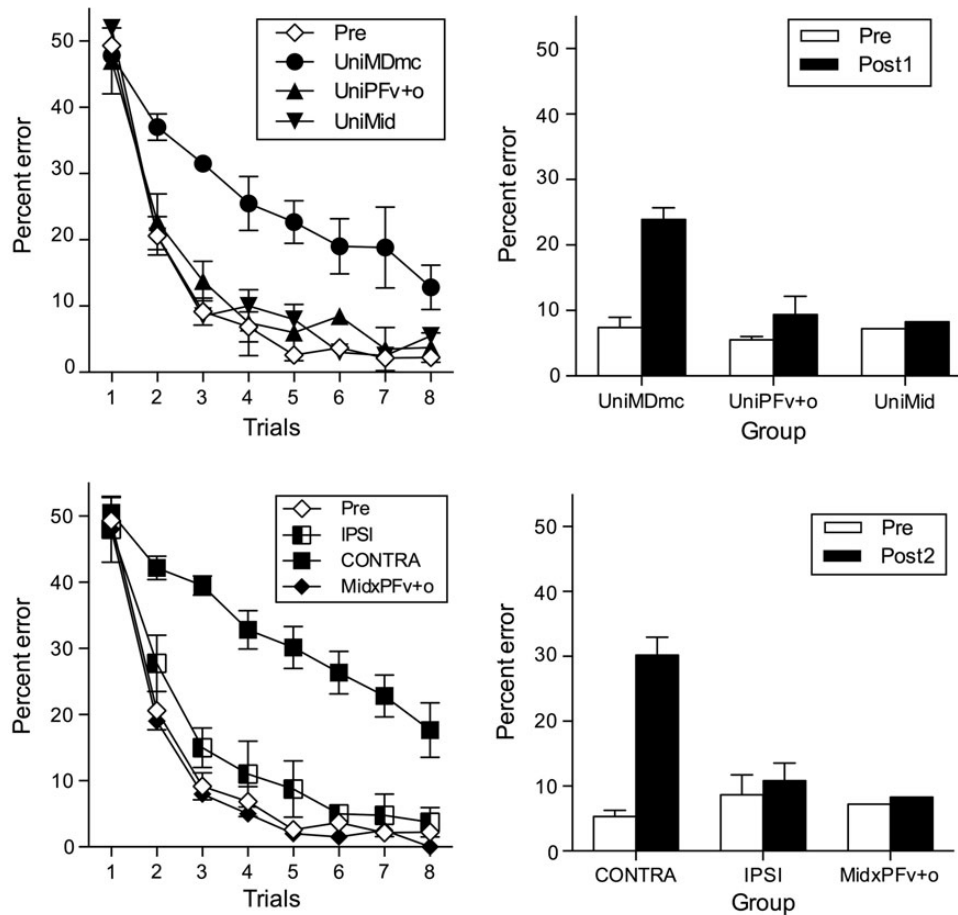 Percent error
50
40
30
20
10
0
1 2 3 4 5 6 7 8
Trials
Pre
UniMDmc
UniPFv+o
UniMid
Percent error
50
40
30
20
10
0
UniMDmc UniPFv+o UniMid
Group
Pre
Post1
Percent error
50
40
30
20
10
0
1 2 3 4 5 6 7 8
Trials
Pre
IPSI
CONTRA
MidxPFv+o
Percent error
50
40
30
20
10
0
CONTRA IPSI MidxPFv+o
Group
Pre
Post2